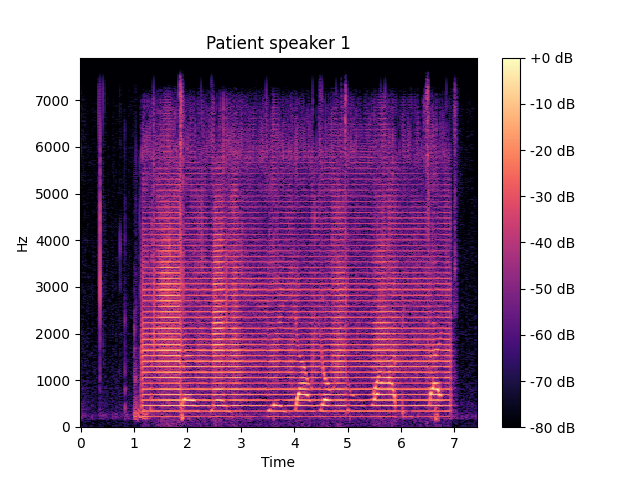 Patient speaker 1
7000
6000
5000
4000
3000
2000
1000
0
Hz
0 1 2 3 4 5 6 7
Time
+0 dB
-10 dB
-20 dB
-30 dB
-40 dB
-50 dB
-60 dB
-70 dB
-80 dB